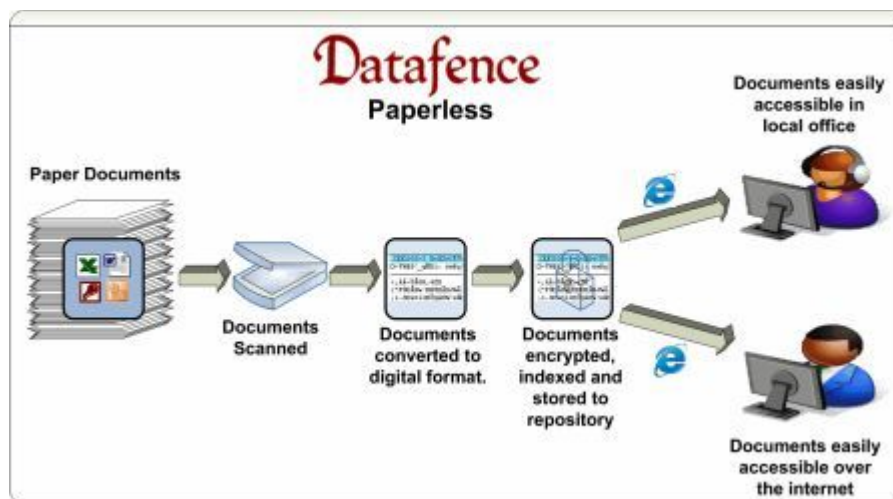 Datafence
Paperless
Documents easily
accessible in
local office
Paper Documents
Documents
Scanned
Documents
converted to
digital format.
Documents
encrypted,
indexed and
stored to
repository
Documents easily
accessible over
the internet